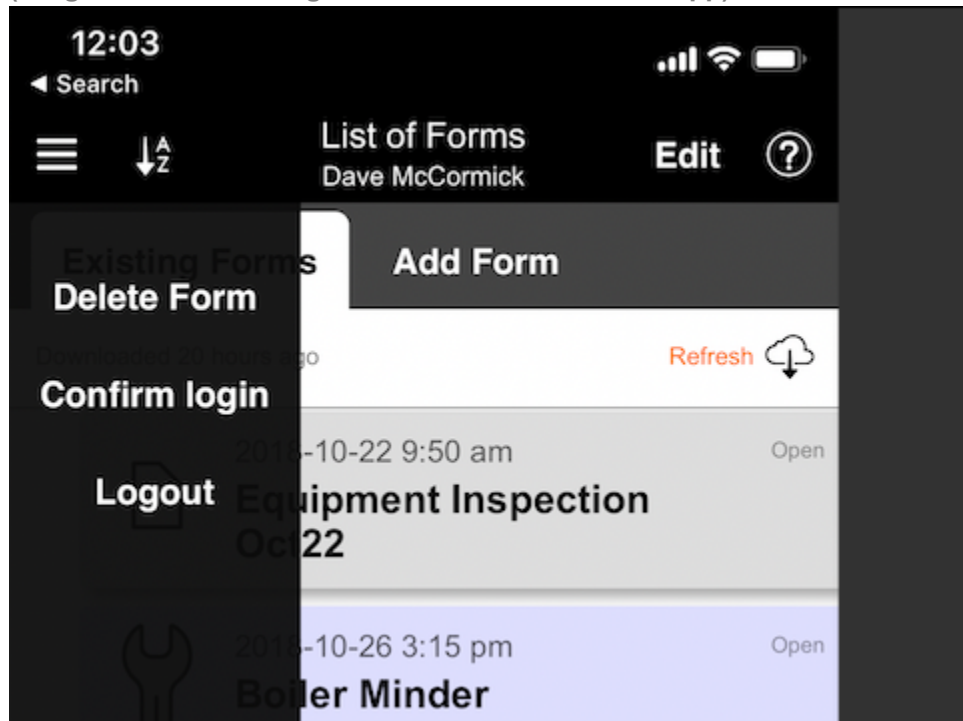 12:03
◀ Search
List of Forms
Dave McCormick
Edit
?
A
Z
Existing Forms
Add Form
Delete Form
Downloaded 20 hours ago
Refresh
Confirm login
2018-10-22 9:50 am
Open
Logout
Equipment Inspection
Oct22
2018-10-26 3:15 pm
Open
Boiler Minder